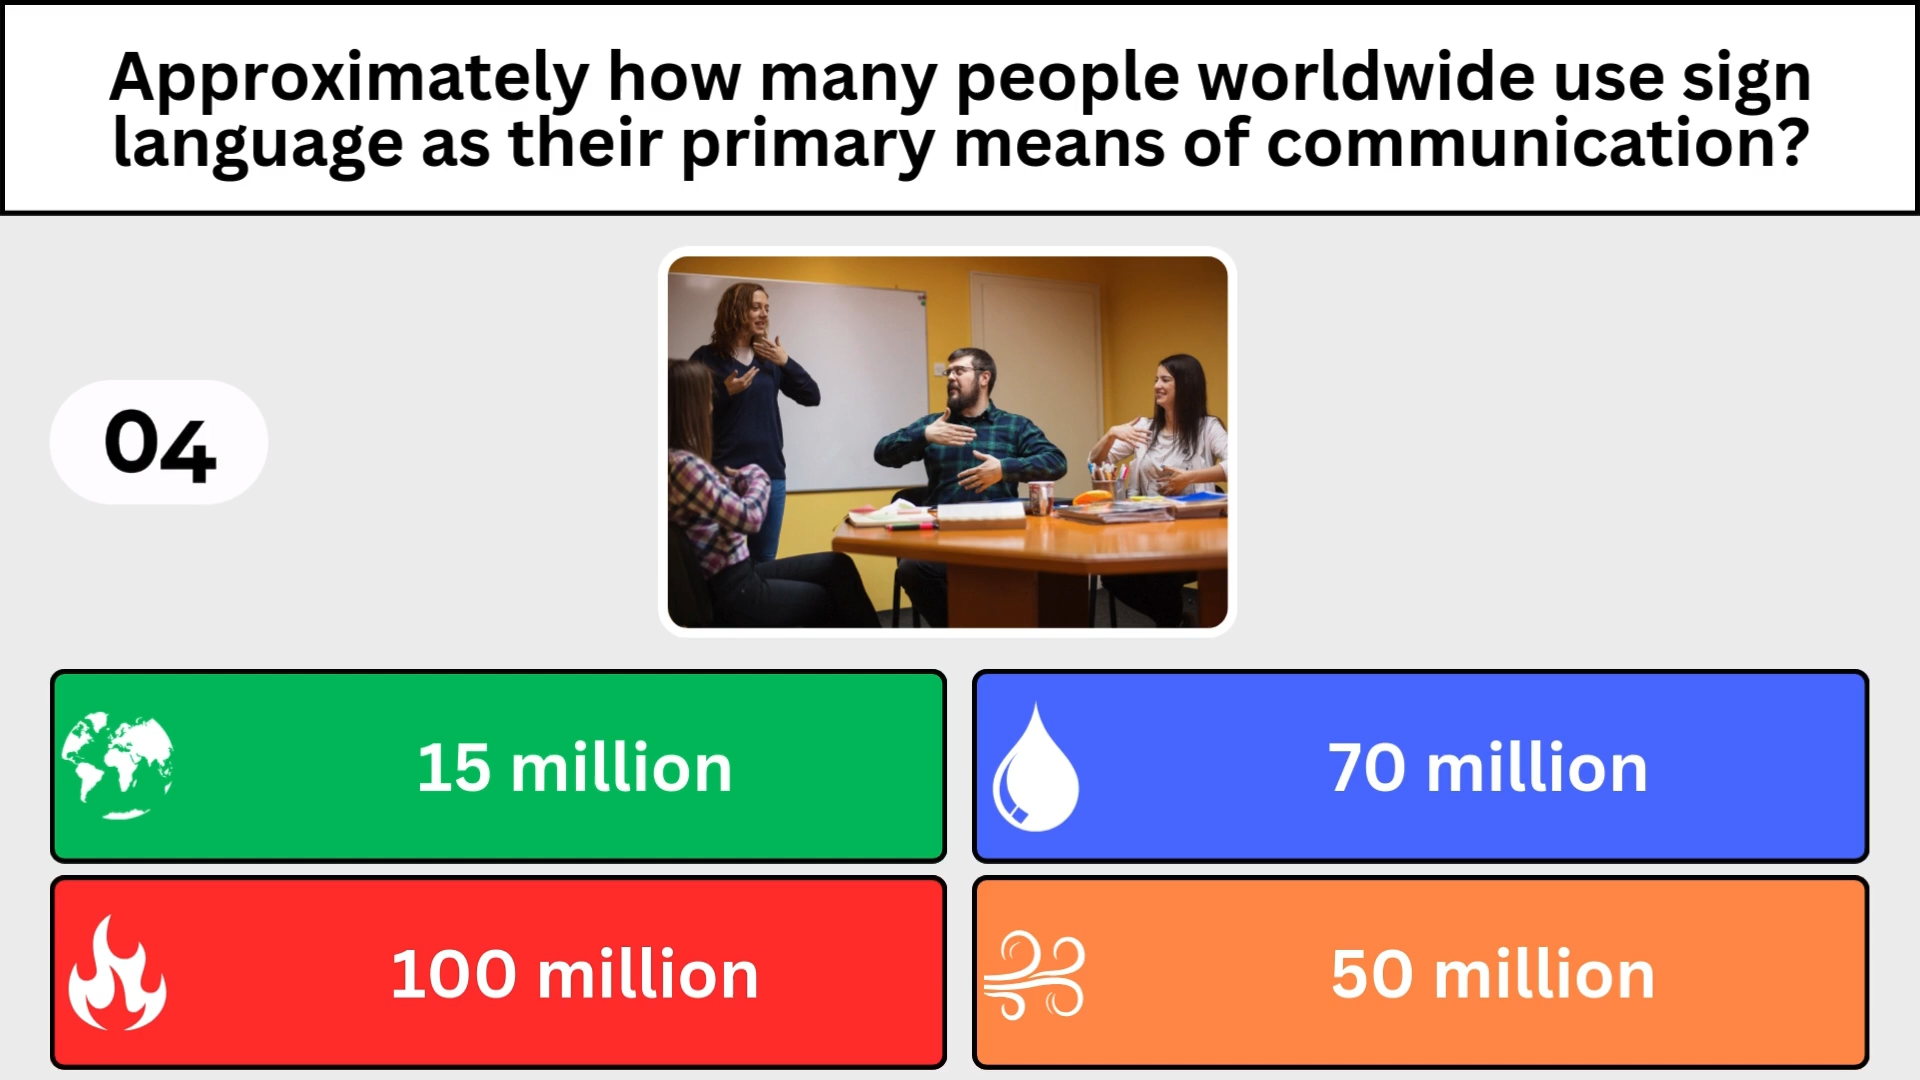 Approximately how many people worldwide use sign
language as their primary means of communication?
04
15 million
70 million
100 million
50 million